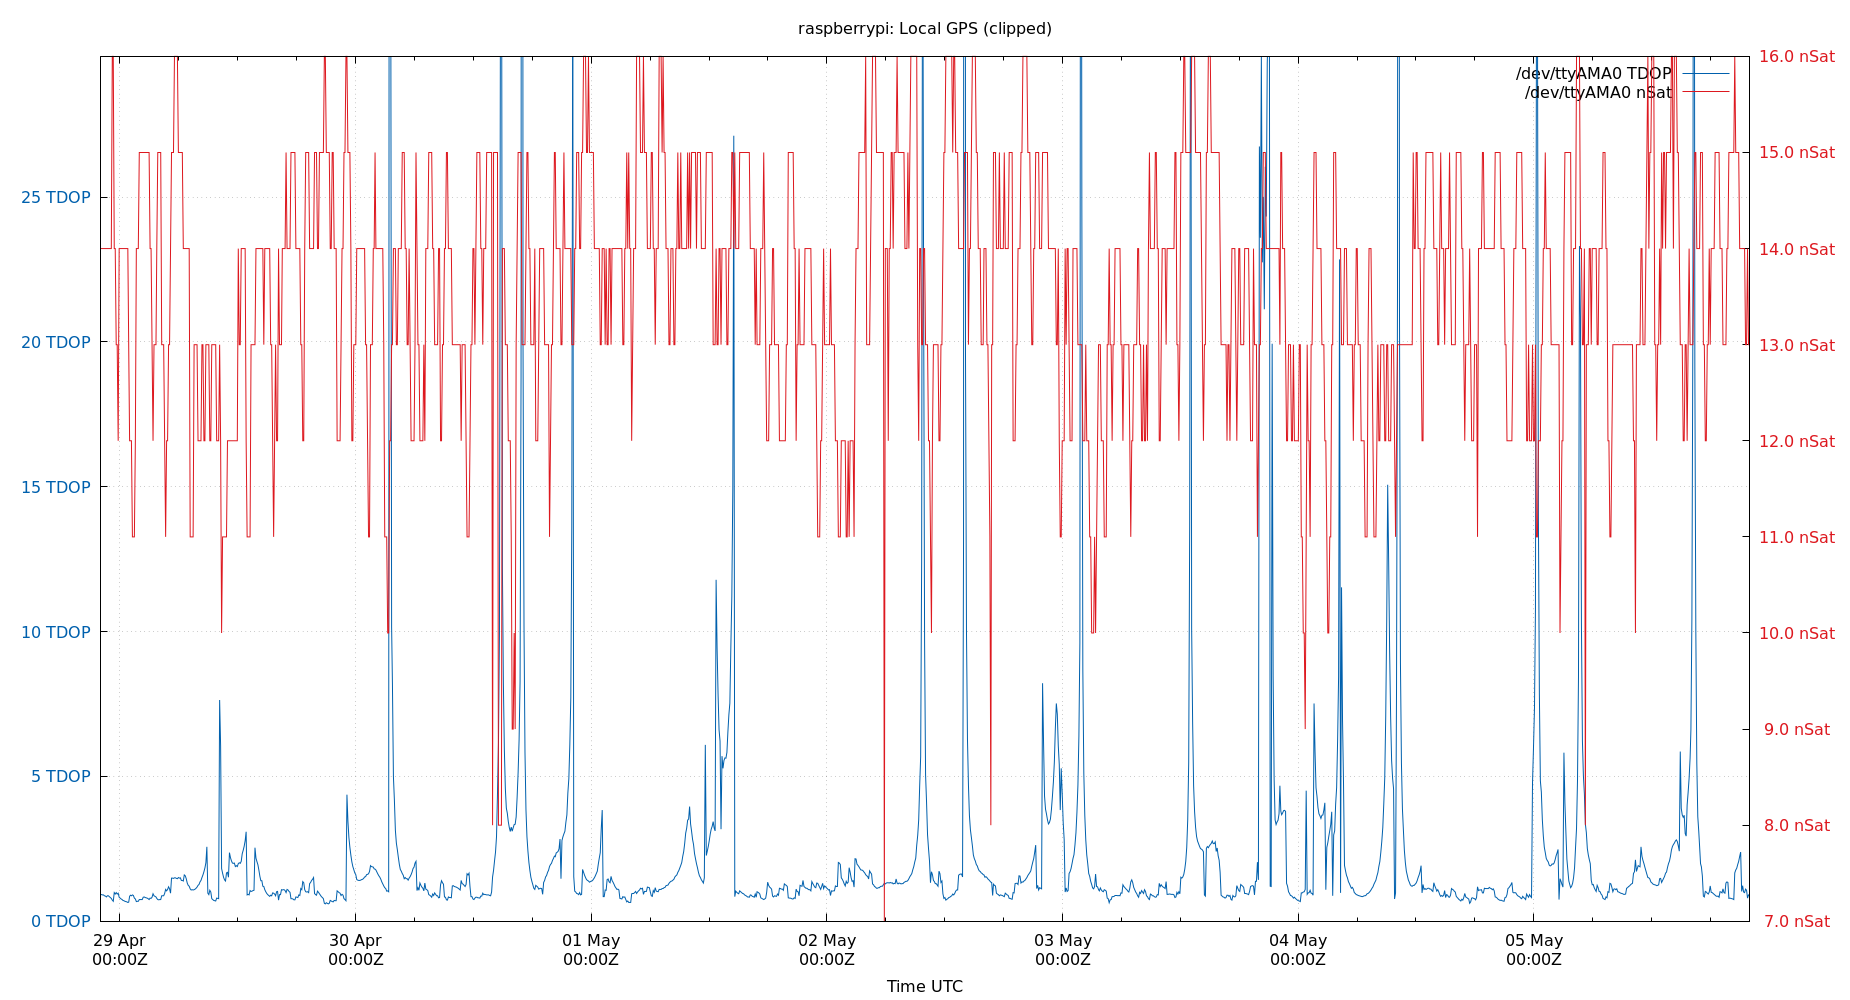 raspberrypi: Local GPS (clipped)
/dev/ttyAMA0 TDOP
/dev/ttyAMA0 nSat
25 TDOP
20 TDOP
15 TDOP
10 TDOP
5 TDOP
0 TDOP
16.0 nSat
15.0 nSat
14.0 nSat
13.0 nSat
12.0 nSat
11.0 nSat
10.0 nSat
9.0 nSat
8.0 nSat
7.0 nSat
29 Apr
00:00Z
30 Apr
00:00Z
01 May
00:00Z
02 May
00:00Z
03 May
00:00Z
04 May
00:00Z
05 May
00:00Z
Time UTC